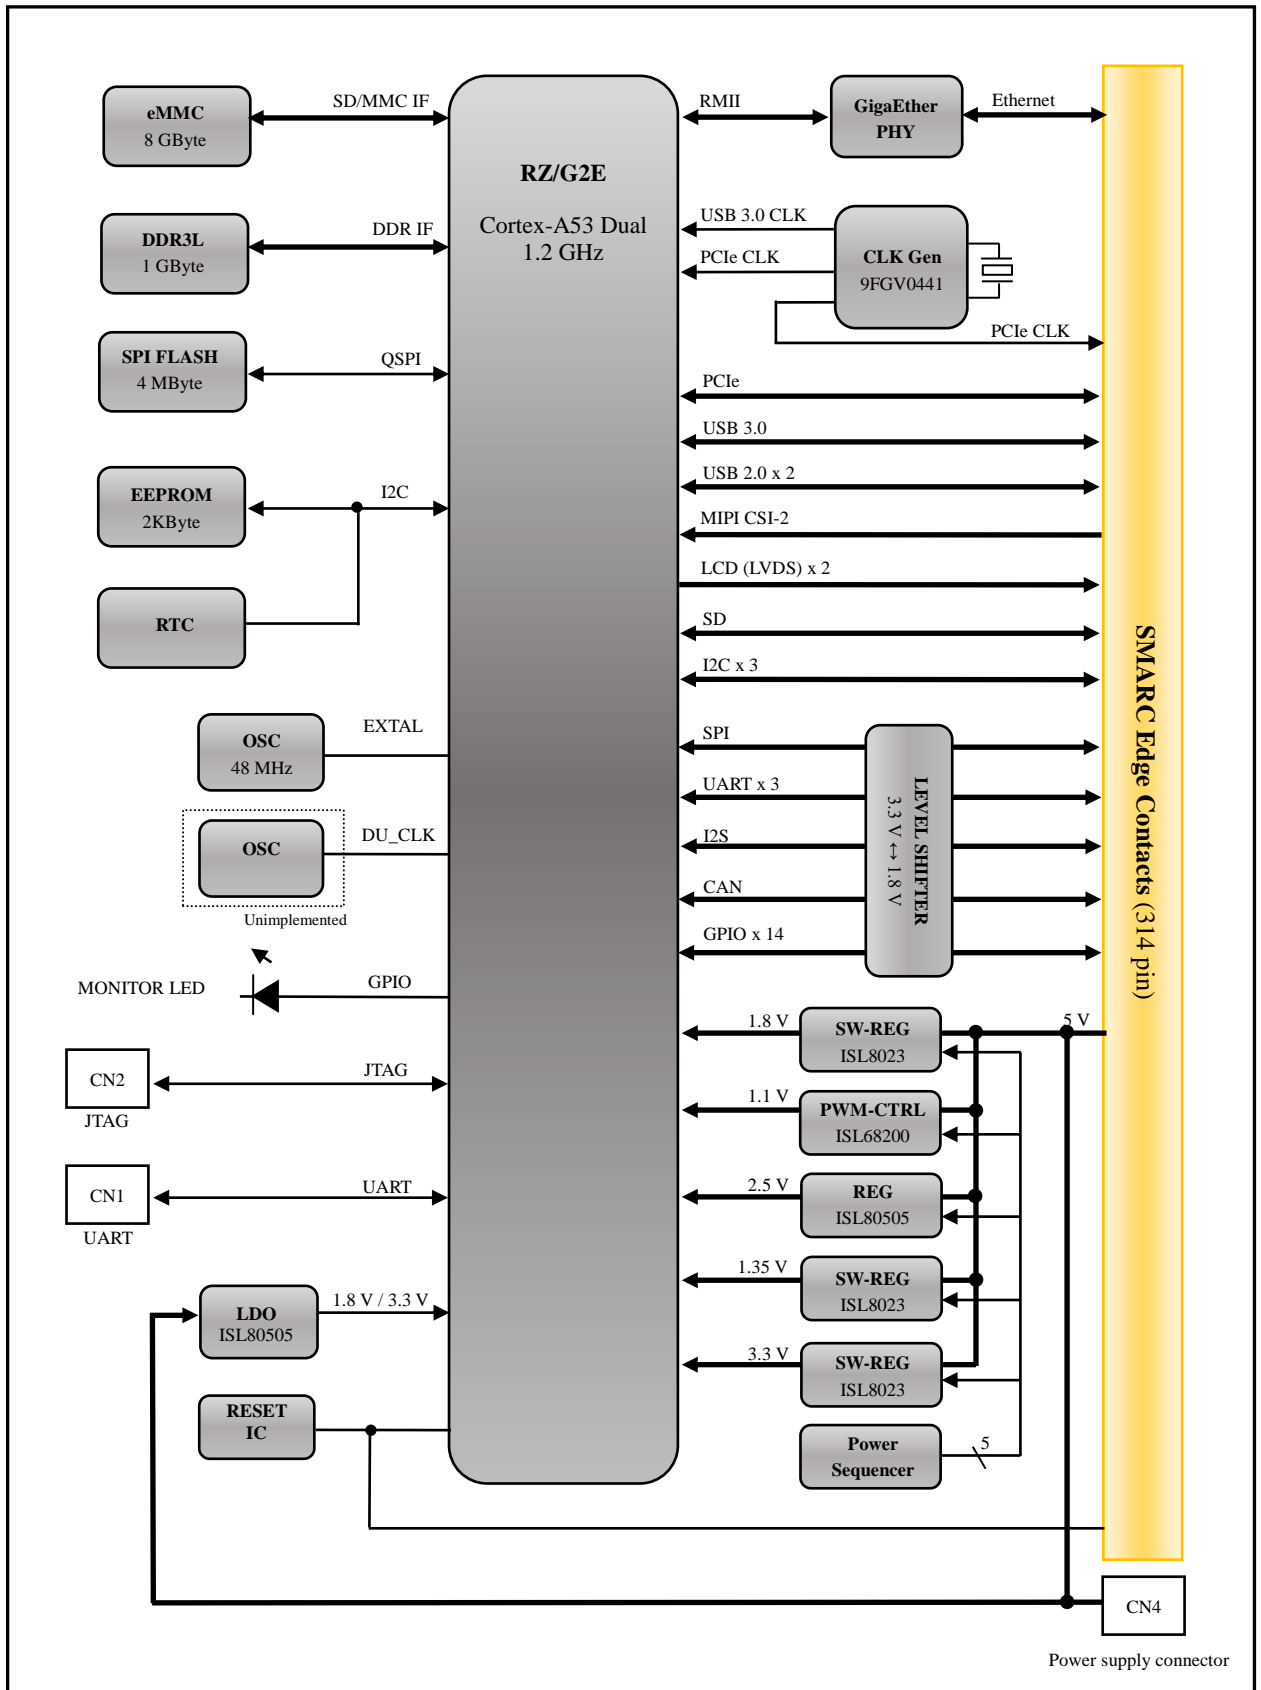 eMMC
8 GByte
SD/MMC IF
DDR3L
1 GByte
DDR IF
SPI FLASH
4 MByte
QSPI
EEPROM
2KByte
I2C
RTC
OSC
48 MHz
EXTAL
OSC
DU_CLK
Unimplemented
MONITOR LED
GPIO
CN2
JTAG
JTAG
CN1
UART
UART
LDO
ISL80505
1.8 V / 3.3 V
RESET
IC
RZ/G2E
Cortex-A53 Dual
1.2 GHz
RMII
GigaEther
PHY
Ethernet
USB 3.0 CLK
PCIe CLK
CLK Gen
9FGV0441
PCIe CLK
PCIe
USB 3.0
USB 2.0 x 2
MIPI CSI-2
LCD (LVDS) x 2
SD
I2C x 3
SPI
UART x 3
I2S
CAN
GPIO x 14
LEVEL SHIFTER
3.3 V ↔ 1.8 V
1.8 V
SW-REG
ISL8023
5 V
1.1 V
PWM-CTRL
ISL68200
2.5 V
REG
ISL80505
1.35 V
SW-REG
ISL8023
3.3 V
SW-REG
ISL8023
Power
Sequencer
5
SMARC Edge Contacts (314 pin)
CN4
Power supply connector